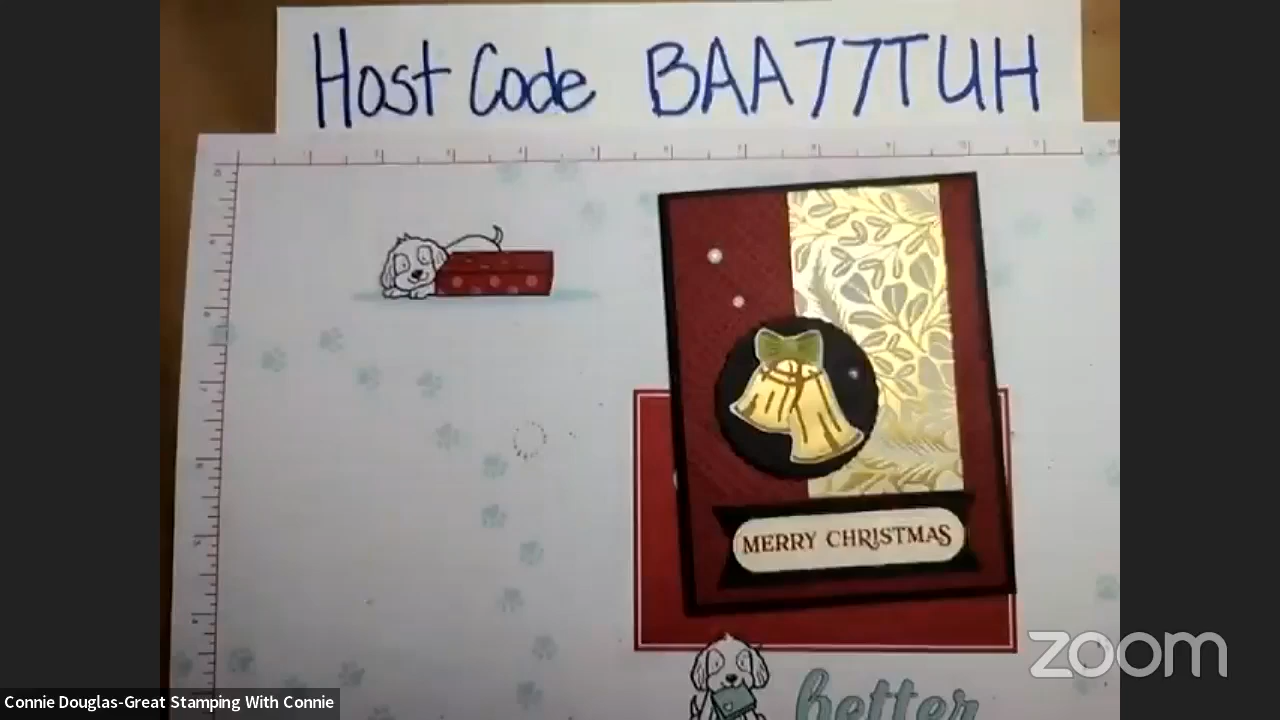 Host Code BAA77TUH
MERRY CHRISTMAS
better
zoom
Connie Douglas-Great Stamping With Connie